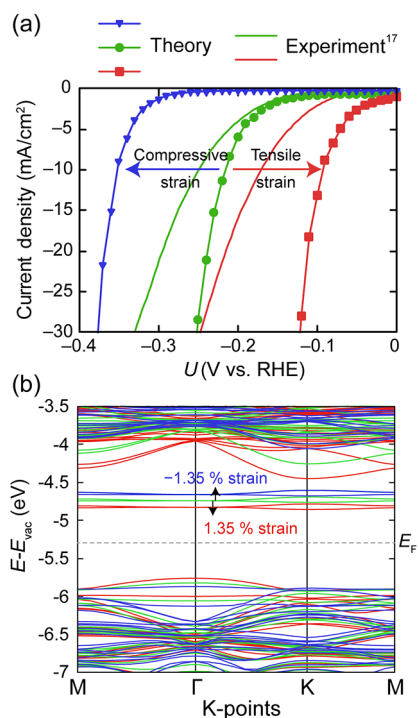 (a)
Theory
Experiment17
Current density (mA/cm2)
0
−5
−10
−15
−20
−25
−30
Compressive
strain
Tensile
strain
−0.4
−0.3
−0.2
−0.1
0
U (V vs. RHE)
(b)
E-Evac (eV)
-3.5
-4
-4.5
-5
-5.5
-6
-6.5
-7
−1.35 % strain
1.35 % strain
EF
M
Γ
K
M
K-points